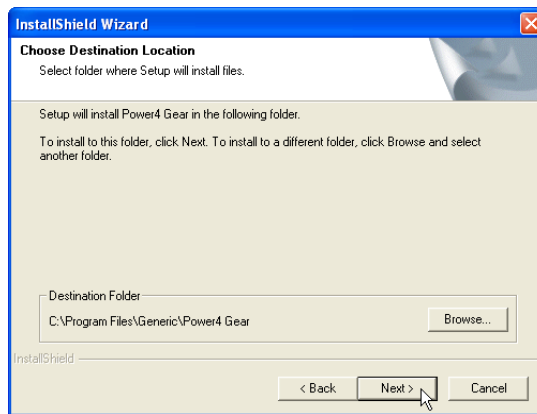 InstallShield Wizard
Choose Destination Location
Select folder where Setup will install files.
Setup will install Power4 Gear in the following folder.
To install to this folder, click Next. To install to a different folder, click Browse and select
another folder.
Destination Folder
C:\Program Files\Generic\Power4 Gear
Browse...
InstallShield
< Back
Next >
Cancel